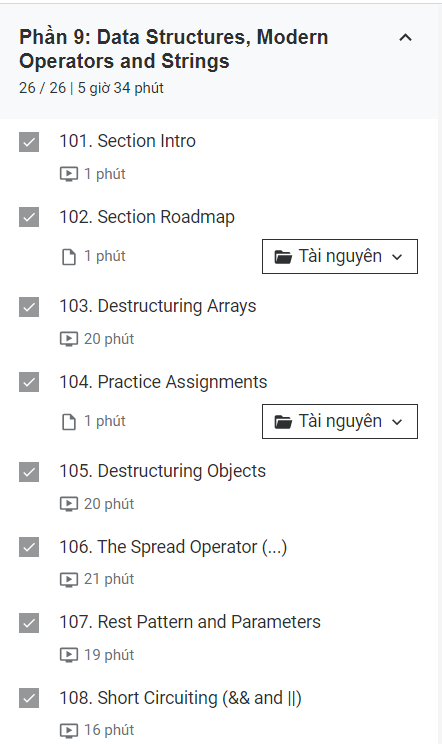 Phần 9: Data Structures, Modern
Operators and Strings
26 / 26 | 5 giờ 34 phút
101. Section Intro
1 phút
102. Section Roadmap
1 phút
Tài nguyên
103. Destructuring Arrays
20 phút
104. Practice Assignments
1 phút
Tài nguyên
105. Destructuring Objects
20 phút
106. The Spread Operator (...)
21 phút
107. Rest Pattern and Parameters
19 phút
108. Short Circuiting (&& and ||)
16 phút